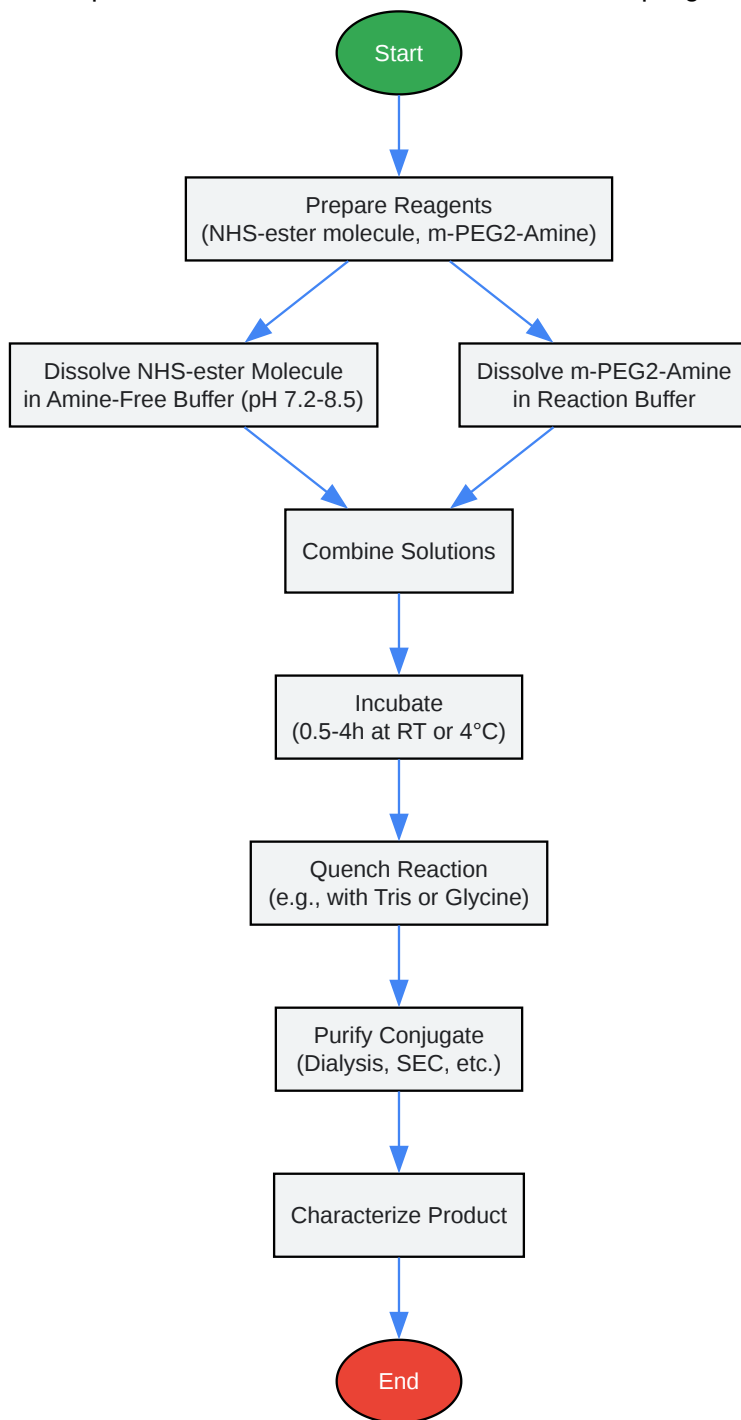 Start
Prepare Reagents
(NHS-ester molecule, m-PEG2-Amine)
Dissolve NHS-ester Molecule
in Amine-Free Buffer (pH 7.2-8.5)
Dissolve m-PEG2-Amine
in Reaction Buffer
Combine Solutions
Incubate
(0.5-4h at RT or 4°C)
Quench Reaction
(e.g., with Tris or Glycine)
Purify Conjugate
(Dialysis, SEC, etc.)
Characterize Product
End